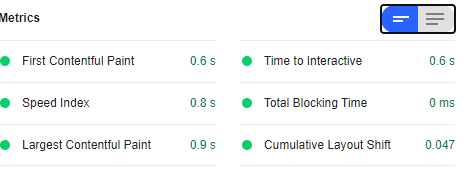 Metrics
First Contentful Paint 0.6 s
Time to Interactive 0.6 s
Speed Index 0.8 s
Total Blocking Time 0 ms
Largest Contentful Paint 0.9 s
Cumulative Layout Shift 0.047